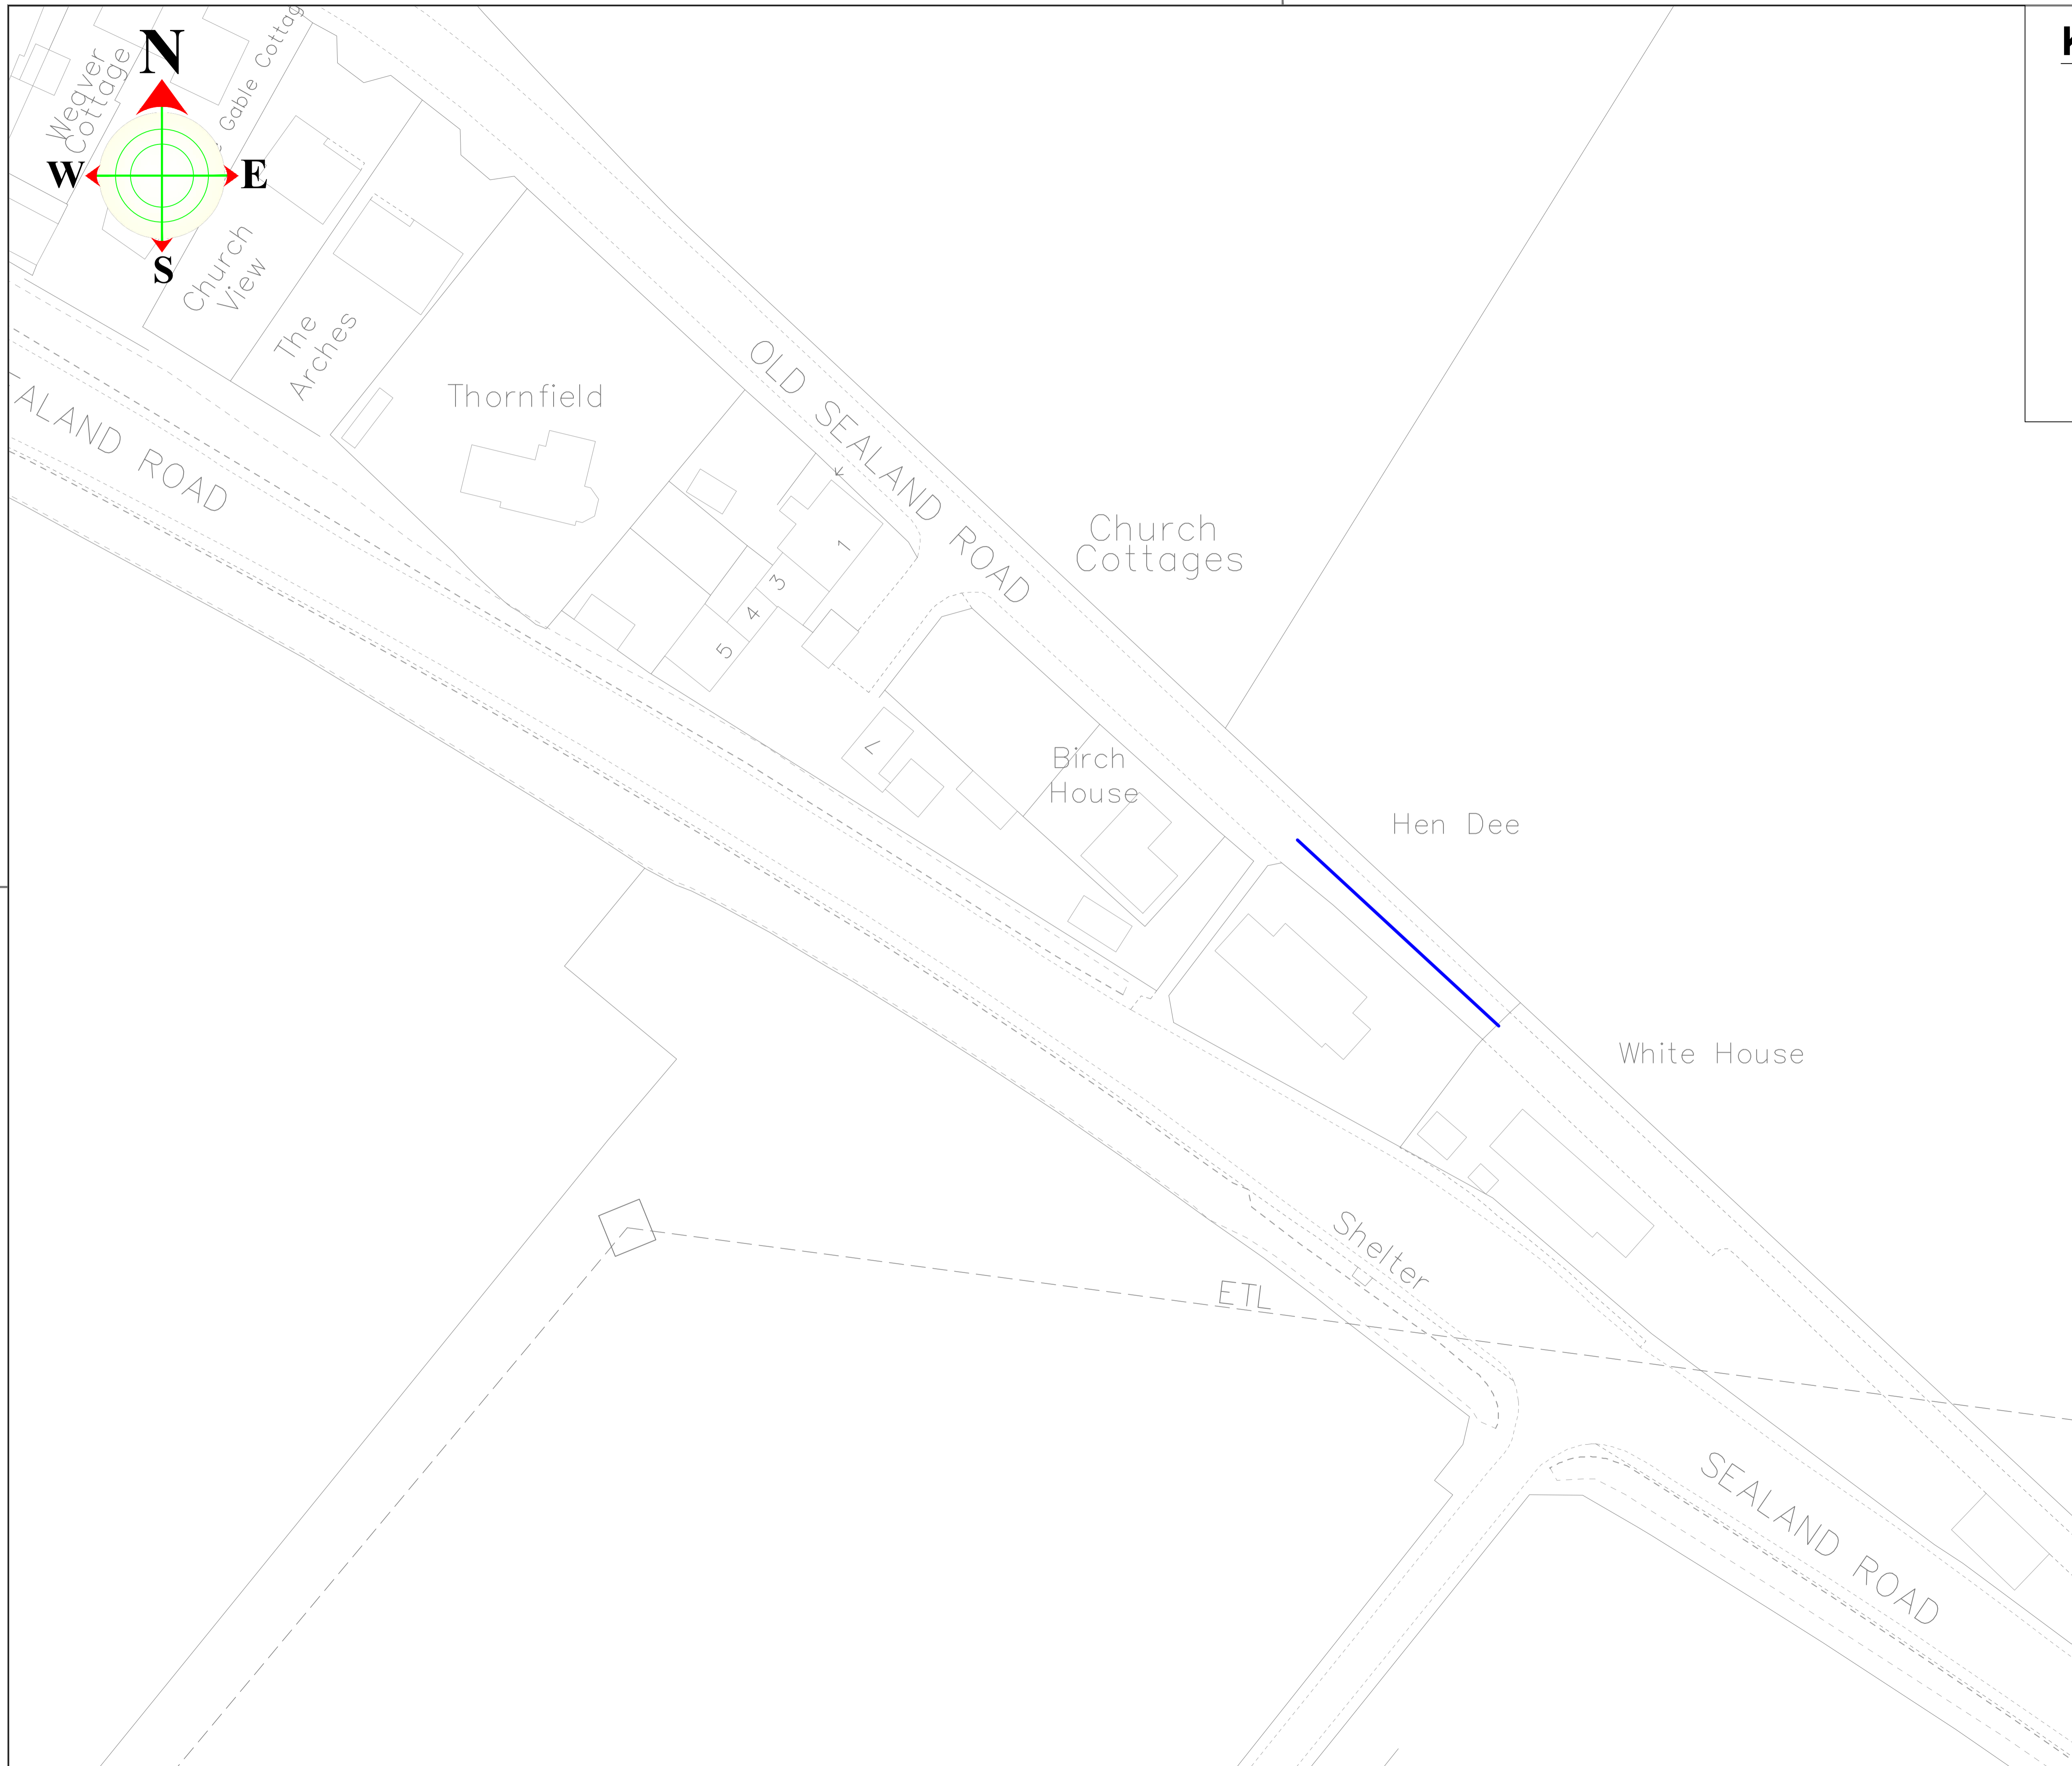 N
W
E
S
Weaver
Cottage
Gable
Church
View
The
Arches
Thornfield
ALAND ROAD
OLD SEALAND ROAD
Church
Cottages
1
3
4
5
7
Birch
House
Hen Dee
White House
Shelter
ETL
SEALAND ROAD